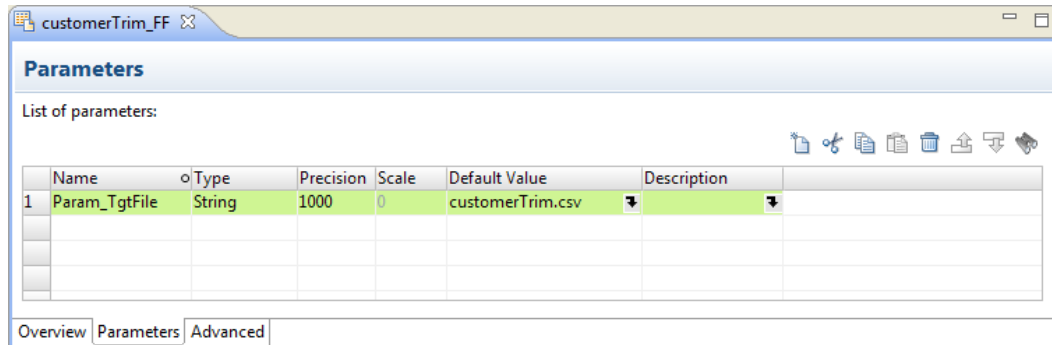 customerTrim_FF
Parameters
List of parameters:
Name Type Precision Scale Default Value Description
1 Param_TgtFile String 1000 0 customerTrim.csv
Overview Parameters Advanced